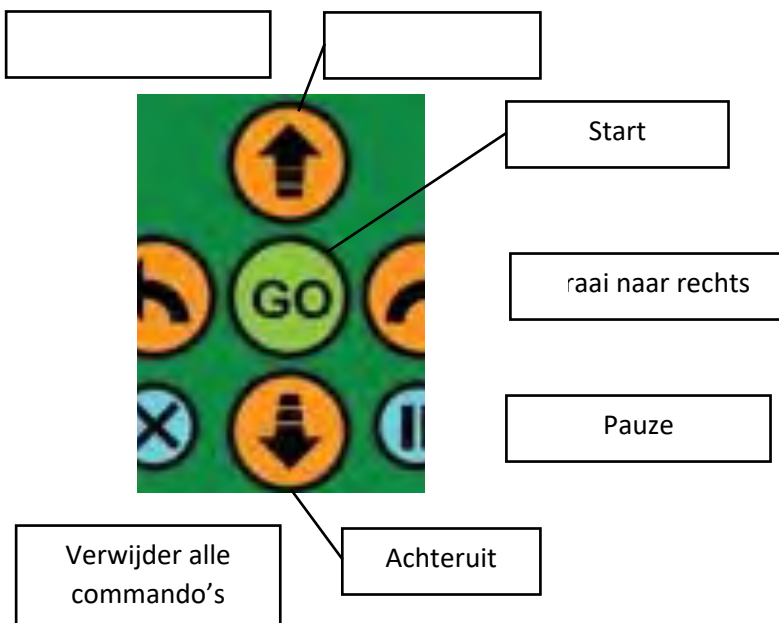 Start
GO
raai naar rechts
Pauze
Verwijder alle
commando’s
Achteruit